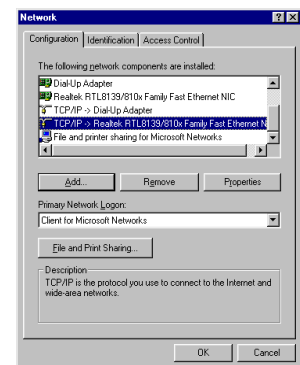 Network
Configuration Identification Access Control
The following network components are installed:
Dial-Up Adapter
Realtek RTL8139/810x Family Fast Ethernet NIC
TCP/IP -> Dial-Up Adapter
TCP/IP -> Realtek RTL8139/810x Family Fast Ethernet N
File and printer sharing for Microsoft Networks
Add... Remove Properties
Primary Network Logon:
Client for Microsoft Networks
File and Print Sharing...
Description
TCP/IP is the protocol you use to connect to the Internet and
wide-area networks.
OK Cancel